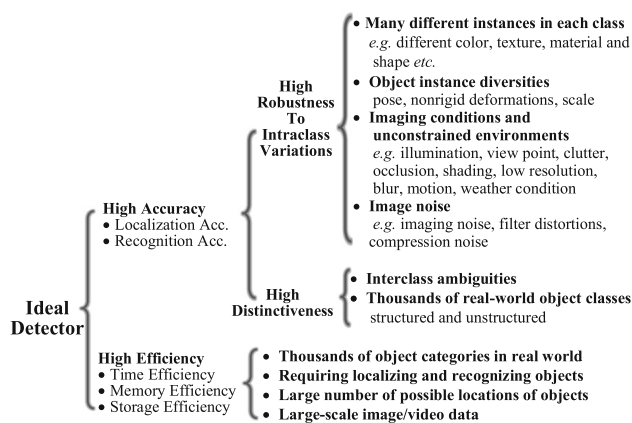 Ideal
Detector
High Accuracy
• Localization Acc.
• Recognition Acc.
High
Robustness
To
Intraclass
Variations
• Many different instances in each class
e.g. different color, texture, material and
shape etc.
• Object instance diversities
pose, nonrigid deformations, scale
• Imaging conditions and
unconstrained environments
e.g. illumination, view point, clutter,
occlusion, shading, low resolution,
blur, motion, weather condition
• Image noise
e.g. imaging noise, filter distortions,
compression noise
High
Distinctiveness
• Interclass ambiguities
• Thousands of real-world object classes
structured and unstructured
High Efficiency
• Time Efficiency
• Memory Efficiency
• Storage Efficiency
• Thousands of object categories in real world
• Requiring localizing and recognizing objects
• Large number of possible locations of objects
• Large-scale image/video data